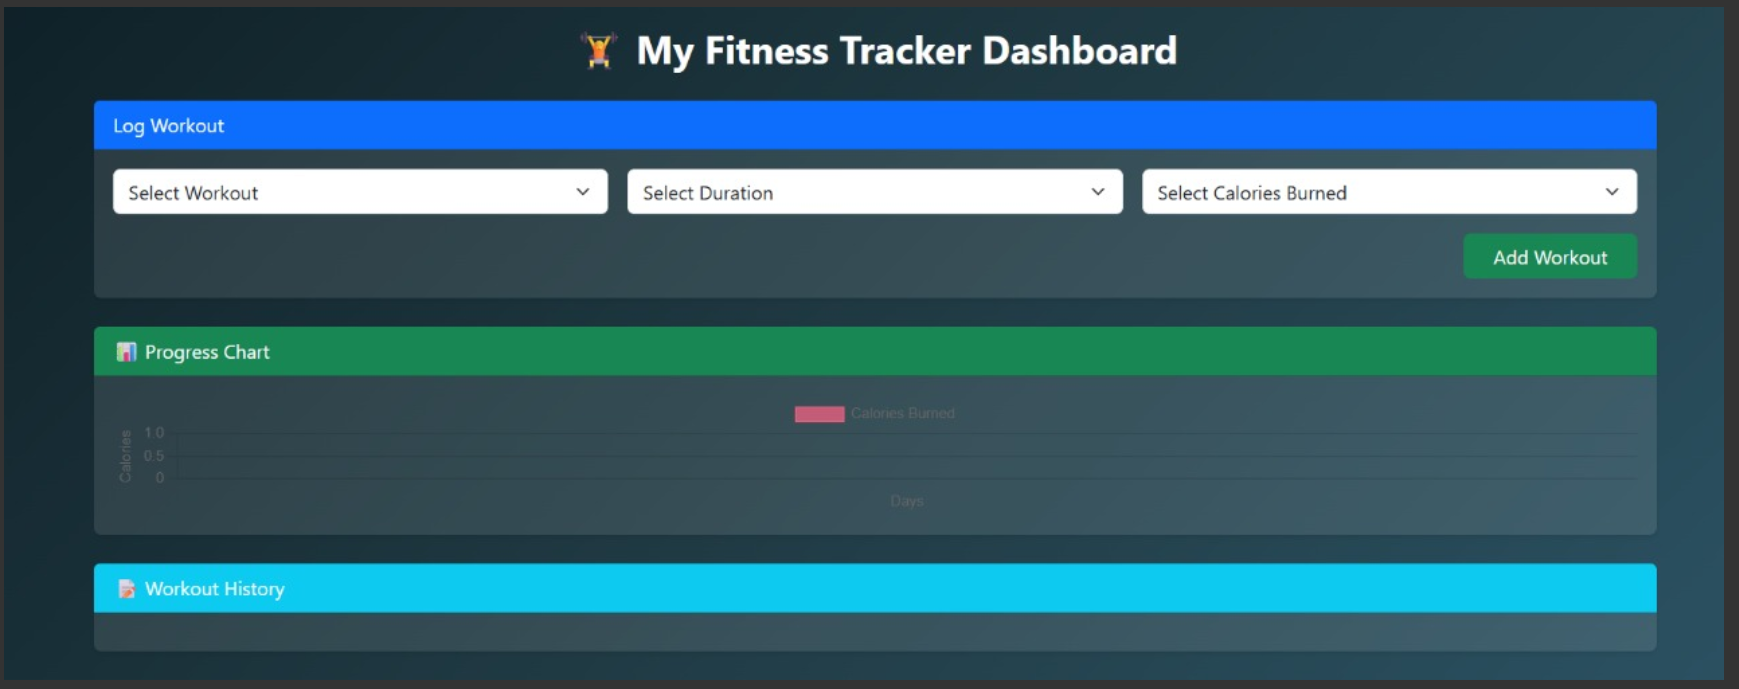 My Fitness Tracker Dashboard
Log Workout
Select Workout
Select Duration
Select Calories Burned
Add Workout
Progress Chart
Calories Burned
Calories
1.0
0.5
0
Days
Workout History